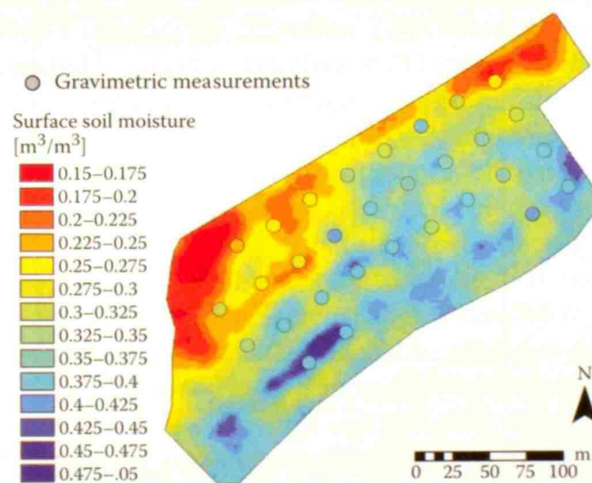 Gravimetric measurements
Surface soil moisture
[m³/m³]
0.15–0.175
0.175–0.2
0.2–0.225
0.225–0.25
0.25–0.275
0.275–0.3
0.3–0.325
0.325–0.35
0.35–0.375
0.375–0.4
0.4–0.425
0.425–0.45
0.45–0.475
0.475–.05
N
m
0 25 50 100